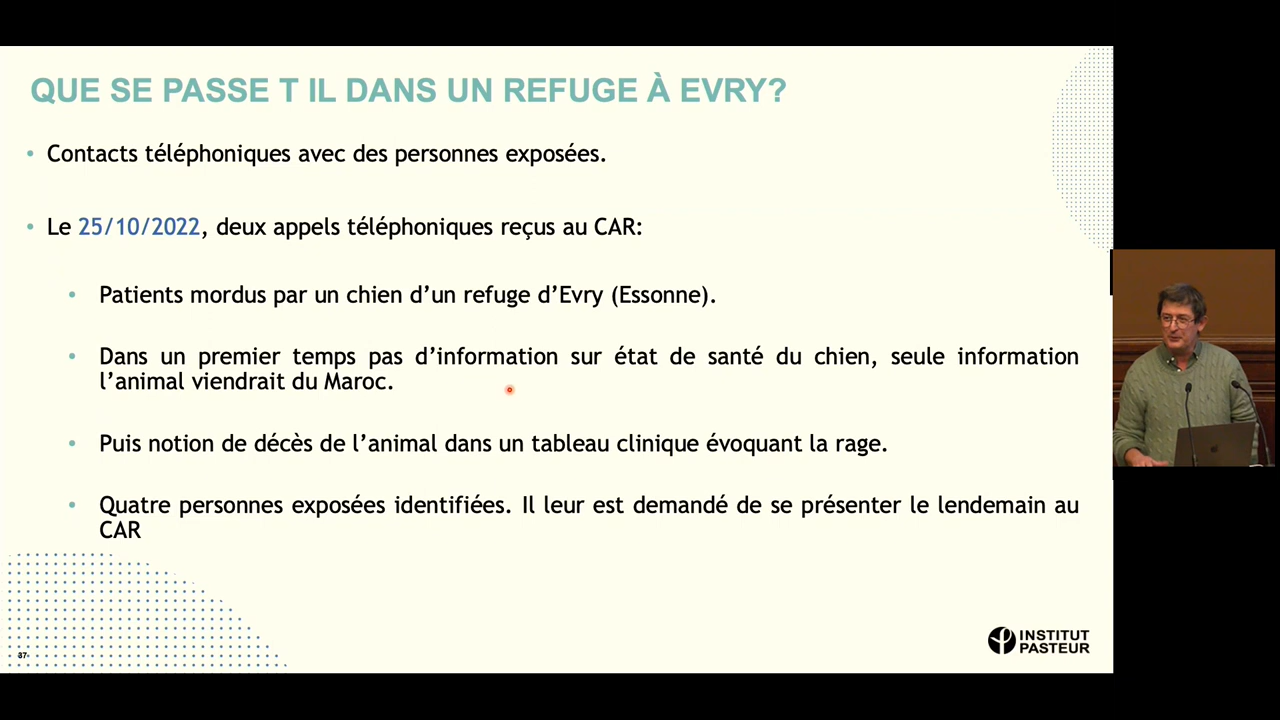 QUE SE PASSE T IL DANS UN REFUGE À EVRY?
• Contacts téléphoniques avec des personnes exposées.
• Le 25/10/2022, deux appels téléphoniques reçus au CAR:
• Patients mordus par un chien d’un refuge d’Evry (Essonne).
• Dans un premier temps pas d’information sur état de santé du chien, seule information
l’animal viendrait du Maroc.
• Puis notion de décès de l’animal dans un tableau clinique évoquant la rage.
• Quatre personnes exposées identifiées. Il leur est demandé de se présenter le lendemain au
CAR
37
INSTITUT
PASTEUR